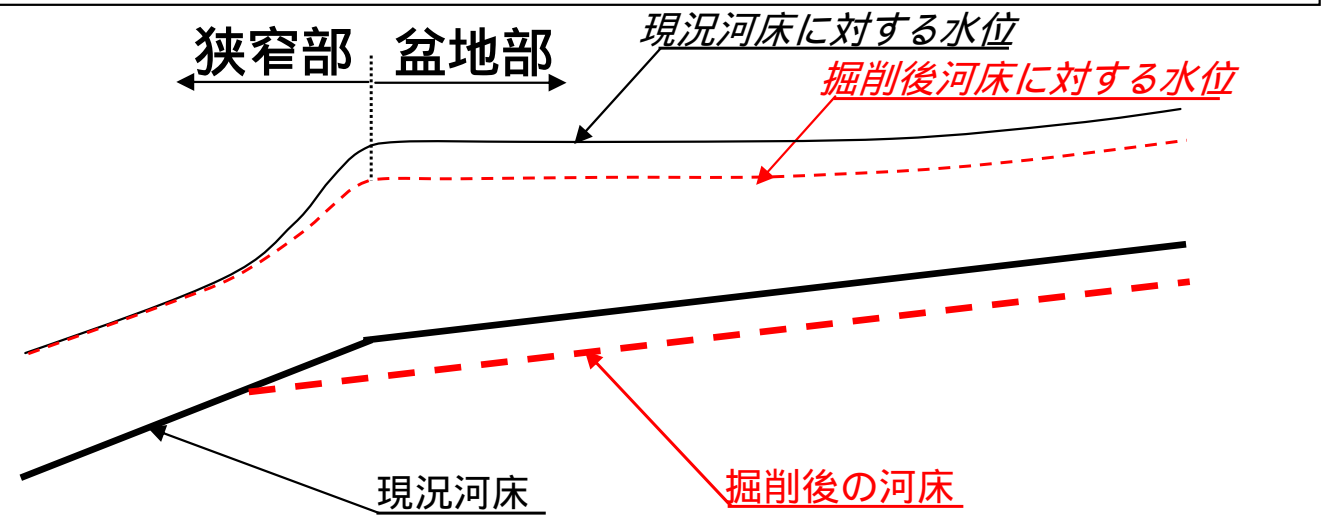 狭窄部
盆地部
現況河床に対する水位
掘削後河床に対する水位
現況河床
掘削後の河床